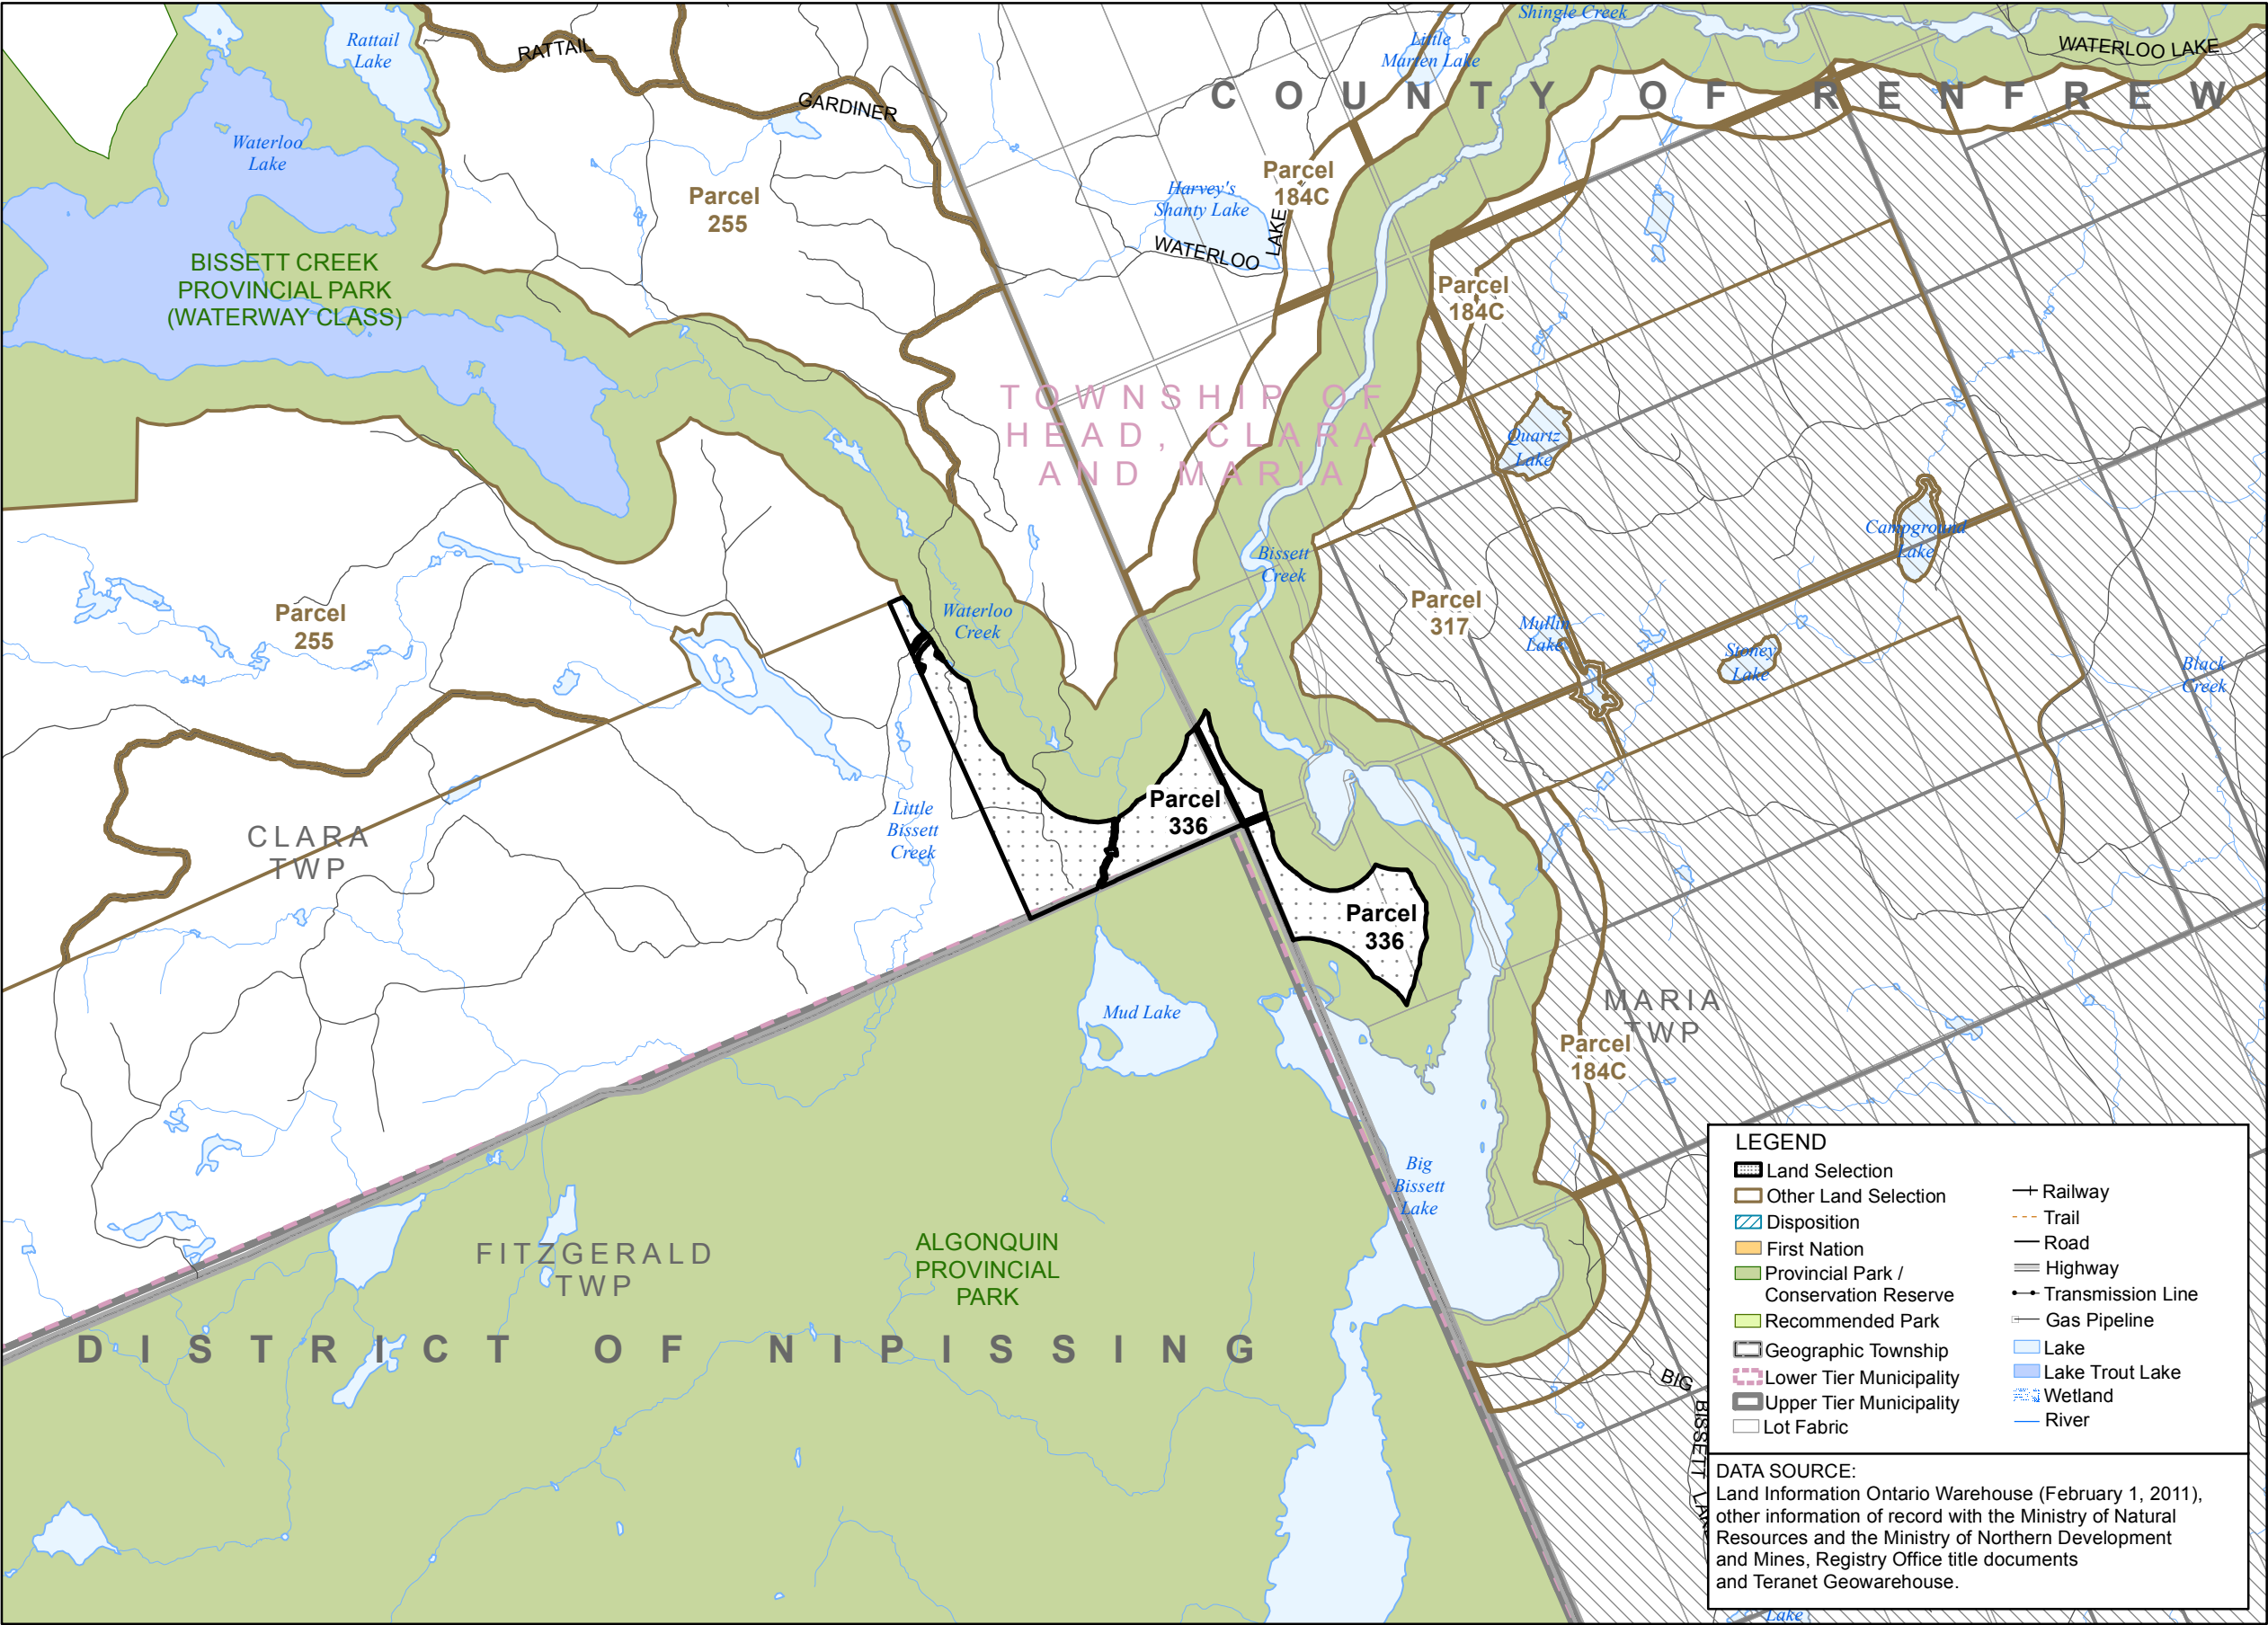 Shingle Creek
Rattail
Lake
RATTAIL
Little
Marren Lake
WATERLOO LAKE
COUNTY OF RENFREW
GARDINER
Waterloo
Lake
Parcel
255
Harvey's
Shanty Lake
Parcel
184C
WATERLOO LAKE
BISSETT CREEK
PROVINCIAL PARK
(WATERWAY CLASS)
Parcel
184C
TOWNSHIP OF
HEAD, CLARA
AND MARIA
Quartz
Lake
Campground
Lake
Bissett
Creek
Parcel
255
Waterloo
Creek
Parcel
317
Mullin
Lake
Stoney
Lake
Black
Creek
Parcel
336
Little
Bissett
Creek
CLARA
TWP
Parcel
336
Mud Lake
MARIA
TWP
Parcel
184C
Big
Bissett
Lake
FITZGERALD
TWP
ALGONQUIN
PROVINCIAL
PARK
DISTRICT OF NIPISSING
BIG BISSETT LAKE
LEGEND
Land Selection
Other Land Selection
Disposition
First Nation
Provincial Park /
Conservation Reserve
Recommended Park
Geographic Township
Lower Tier Municipality
Upper Tier Municipality
Lot Fabric
Railway
Trail
Road
Highway
Transmission Line
Gas Pipeline
Lake
Lake Trout Lake
Wetland
River
DATA SOURCE:
Land Information Ontario Warehouse (February 1, 2011),
other information of record with the Ministry of Natural
Resources and the Ministry of Northern Development
and Mines, Registry Office title documents
and Teranet Geowarehouse.
Lake